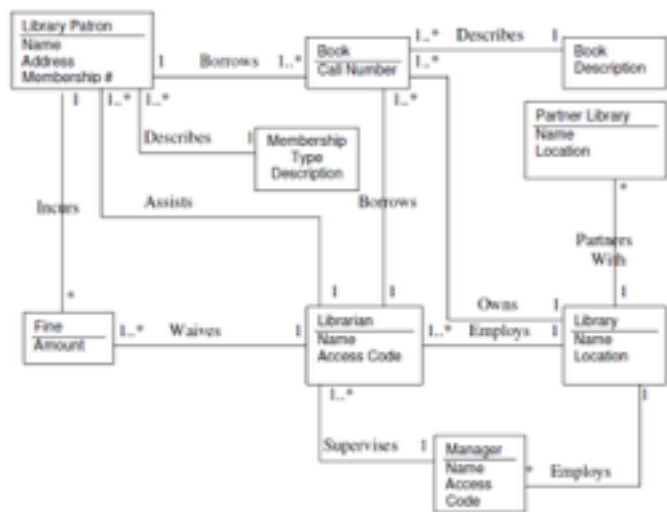 Library Patron
Name
Address
Membership #
1 Borrows 1..*
Book
Call Number
1..* Describes 1
Book
Description
1..*
1
1..* 1..*
1..*
Describes 1
Membership
Type
Description
Partner Library
Name
Location
*
Assists
Borrows
Incurs
Partners
With
*
1
1
1
Owns 1
Fine
Amount
1..* Waives 1
Librarian
Name
Access Code
1..* Employs 1
Library
Name
Location
1..*
1
Supervises 1
Manager
Name
Access
Code
* Employs